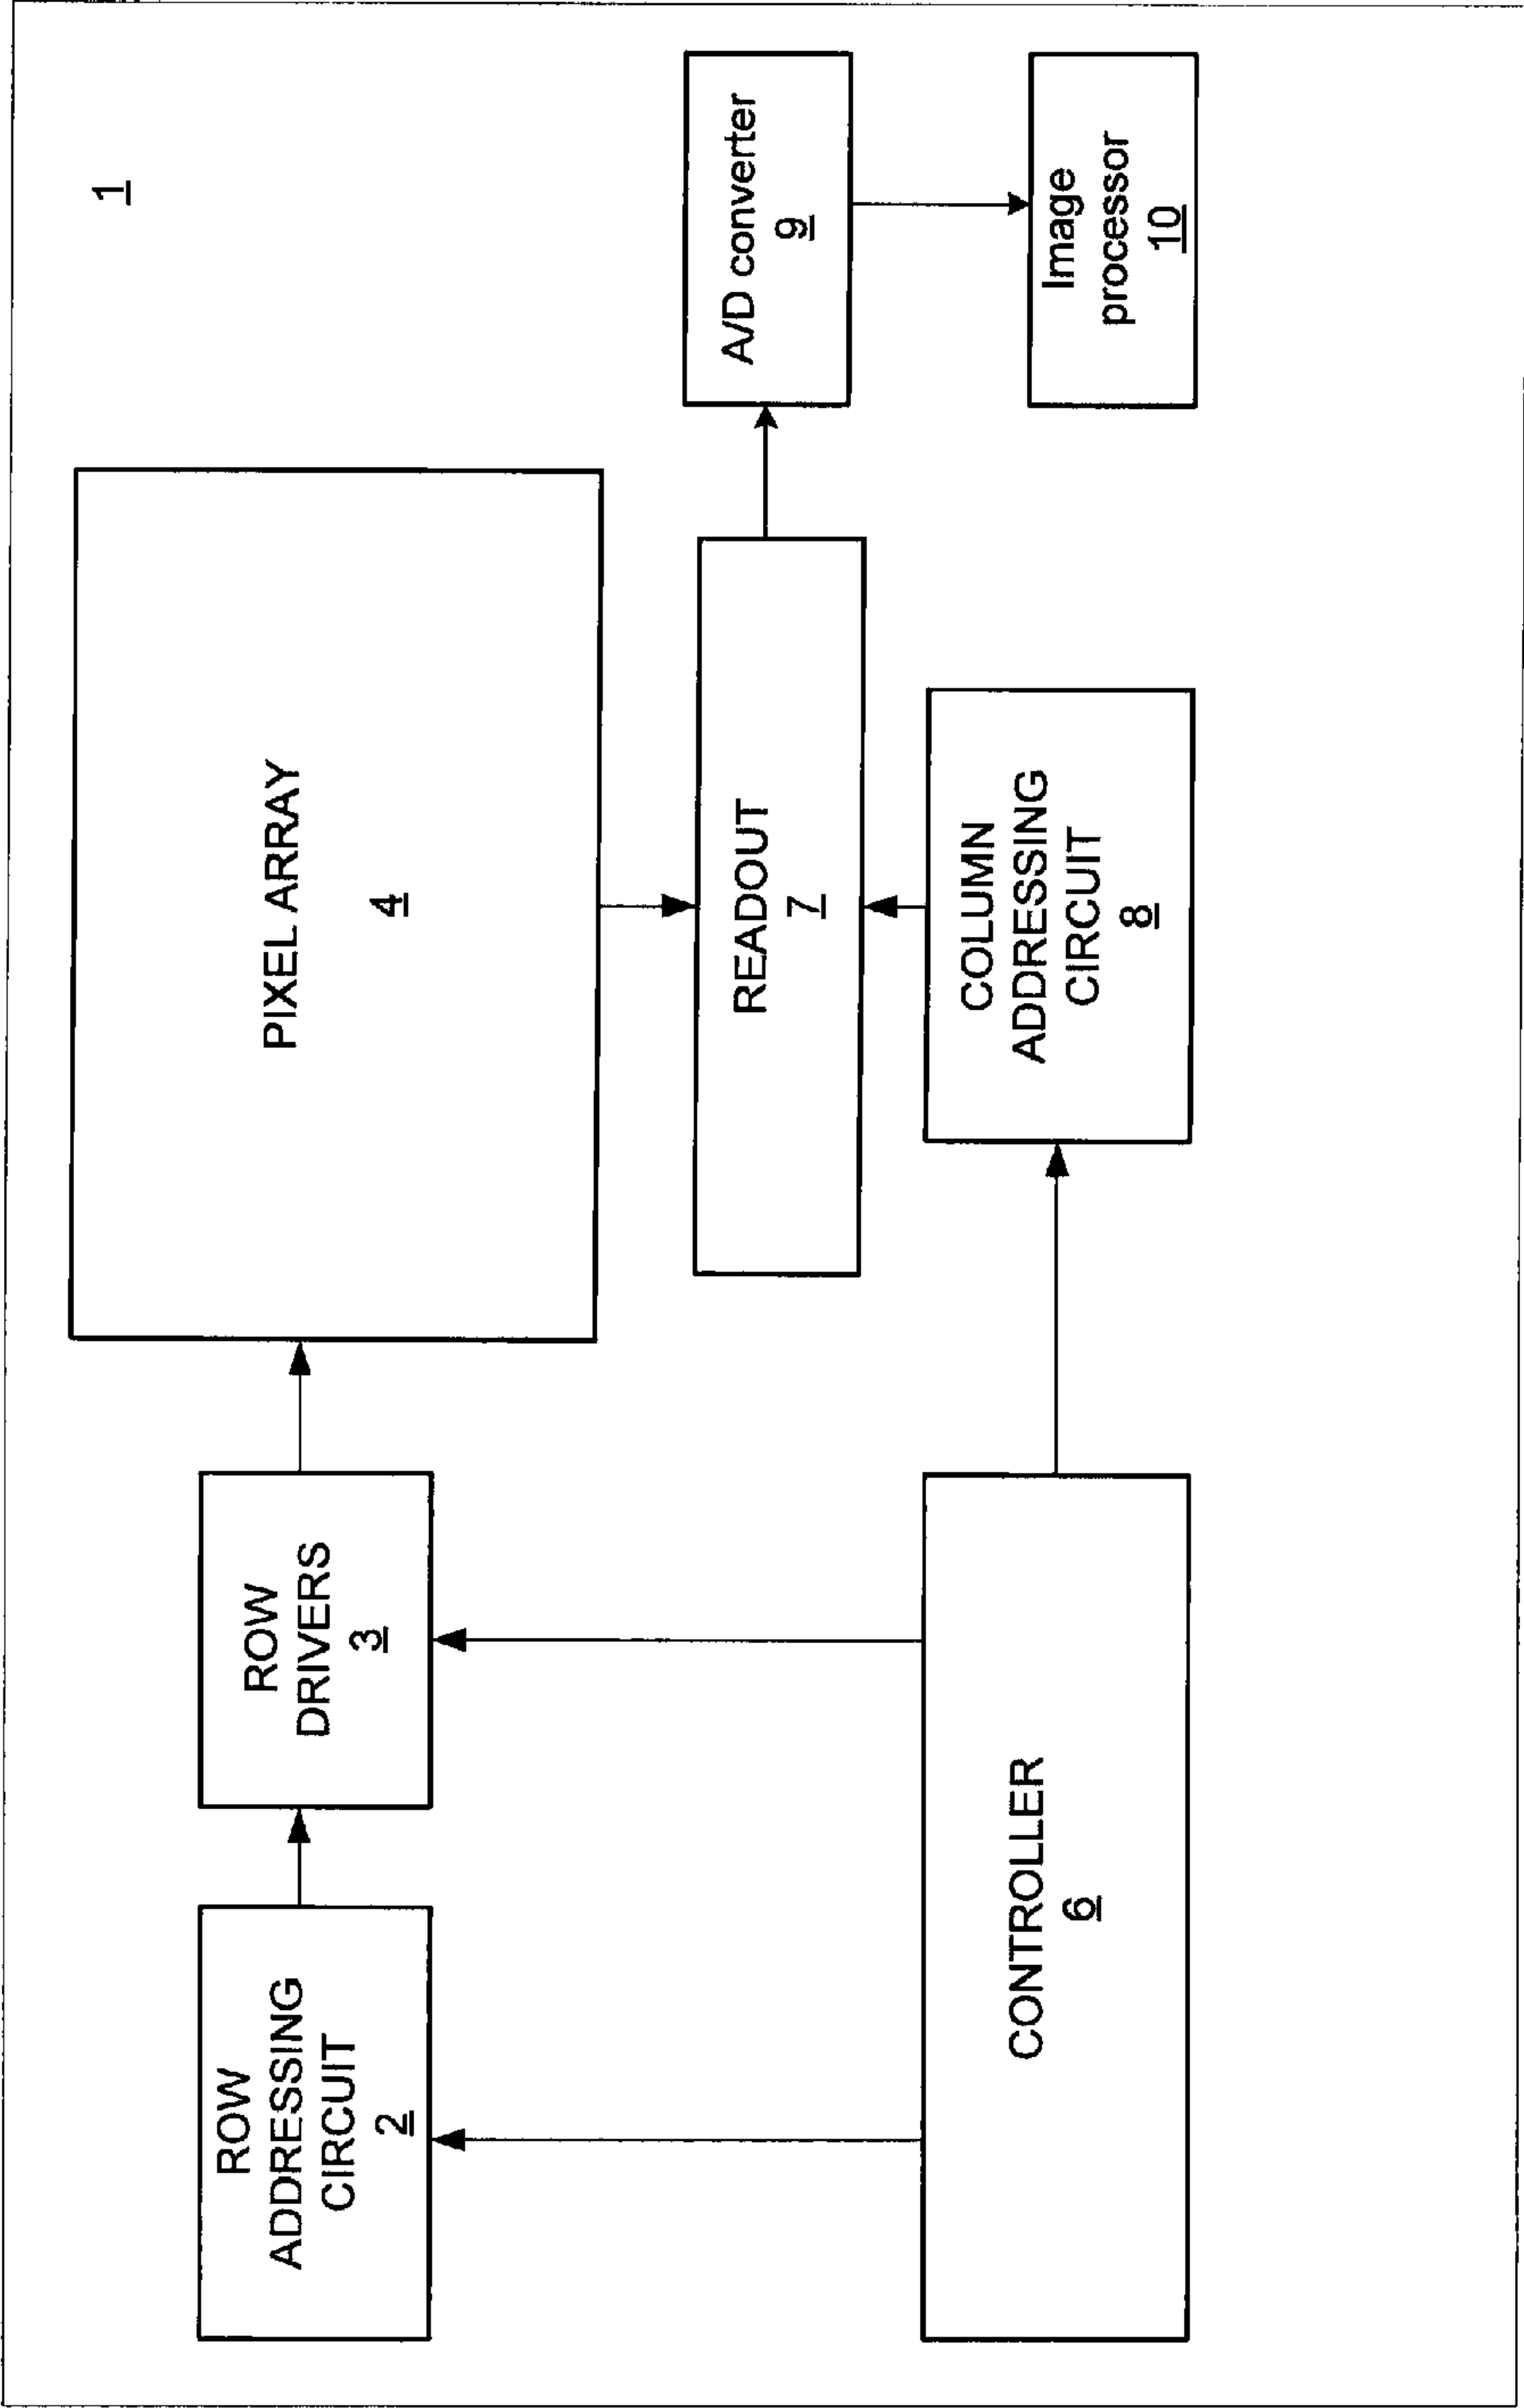 1
ROW
ADDRESSING
CIRCUIT
2
ROW
DRIVERS
3
PIXEL ARRAY
4
READOUT
7
A/D converter
9
CONTROLLER
6
COLUMN
ADDRESSING
CIRCUIT
8
Image
processor
10